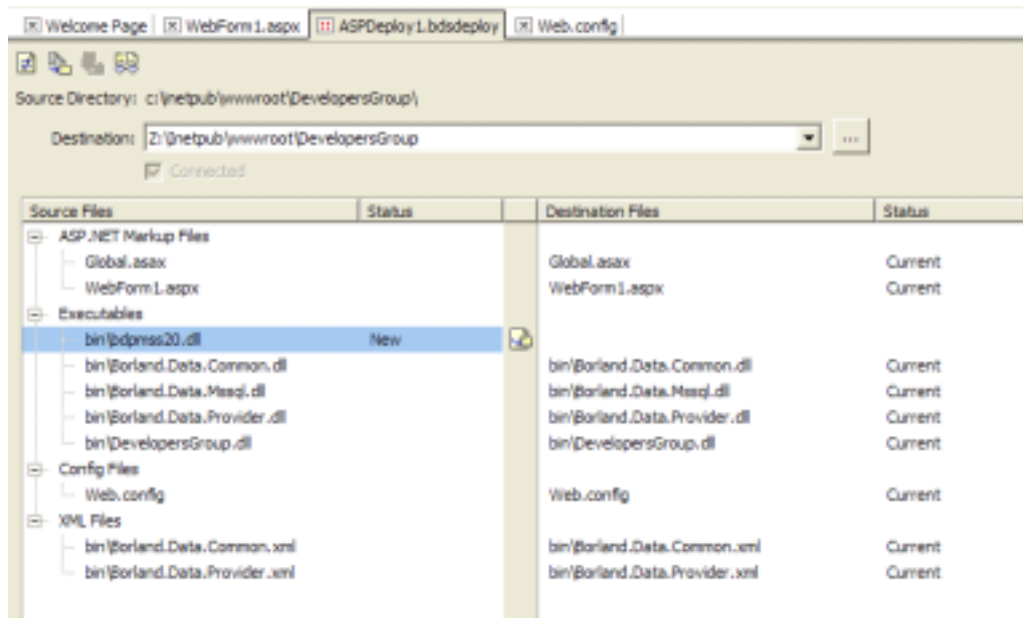 Welcome Page WebForm1.aspx ASPDeploy1.bdsdeploy Web.config
Source Directory: c:\inetpub\wwwroot\DevelopersGroup\
Destination: Z:\Inetpub\wwwroot\DevelopersGroup ...
Connected
Source Files Status Destination Files Status
ASP.NET Markup Files
Global.asax Global.asax Current
WebForm1.aspx WebForm1.aspx Current
Executables
bin\bdpmss20.dll New
bin\Borland.Data.Common.dll bin\Borland.Data.Common.dll Current
bin\Borland.Data.Mssql.dll bin\Borland.Data.Mssql.dll Current
bin\Borland.Data.Provider.dll bin\Borland.Data.Provider.dll Current
bin\DevelopersGroup.dll bin\DevelopersGroup.dll Current
Config Files
Web.config Web.config Current
XML Files
bin\Borland.Data.Common.xml bin\Borland.Data.Common.xml Current
bin\Borland.Data.Provider.xml bin\Borland.Data.Provider.xml Current